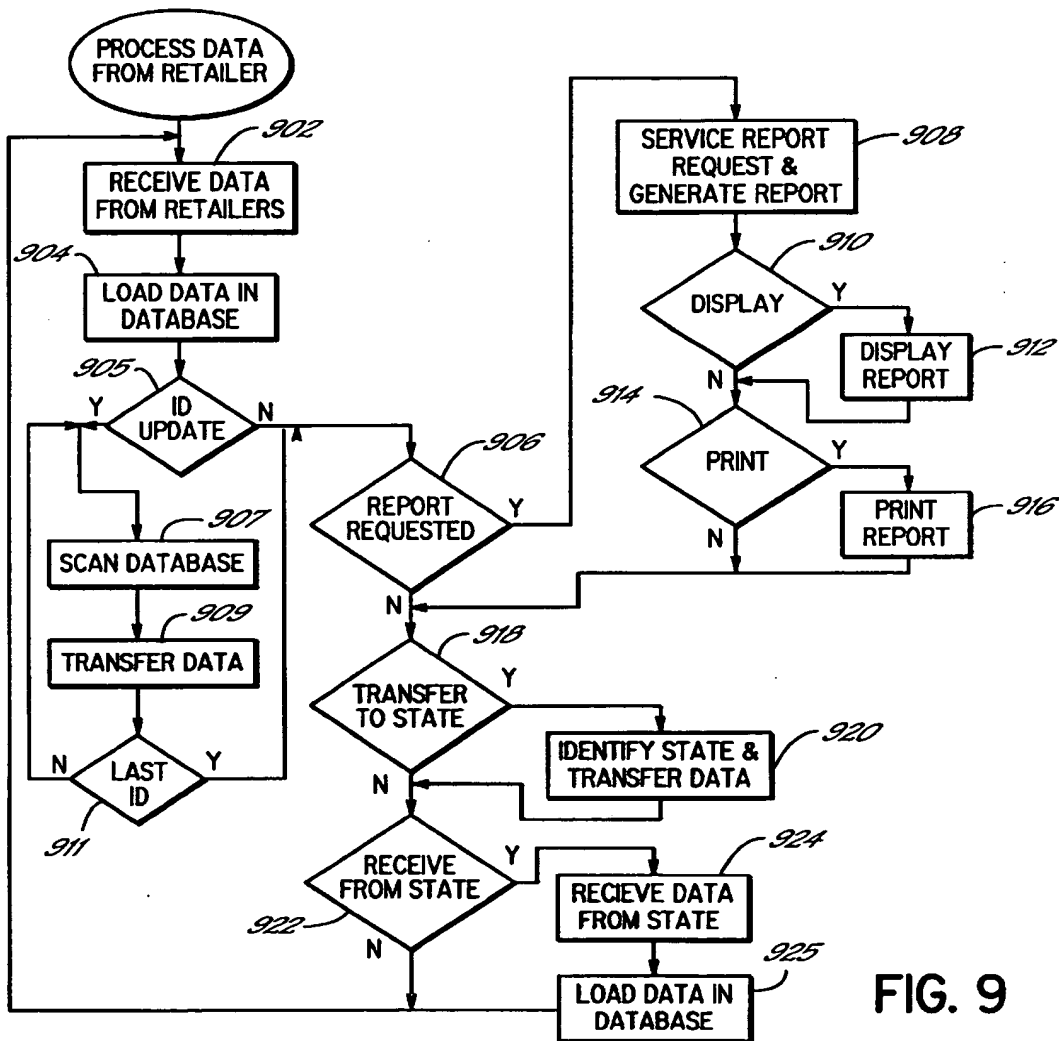 PROCESS DATA
FROM RETAILER
902
RECEIVE DATA
FROM RETAILERS
904
LOAD DATA IN
DATABASE
905
Y
ID
UPDATE
N
907
SCAN DATABASE
909
TRANSFER DATA
N
LAST
ID
Y
911
906
REPORT
REQUESTED
Y
N
908
SERVICE REPORT
REQUEST &
GENERATE REPORT
910
DISPLAY
Y
N
DISPLAY
REPORT
912
914
PRINT
Y
N
PRINT
REPORT
916
918
TRANSFER
TO STATE
Y
N
IDENTIFY STATE &
TRANSFER DATA
920
RECEIVE
FROM STATE
Y
922
N
924
RECIEVE DATA
FROM STATE
925
LOAD DATA IN
DATABASE
FIG. 9